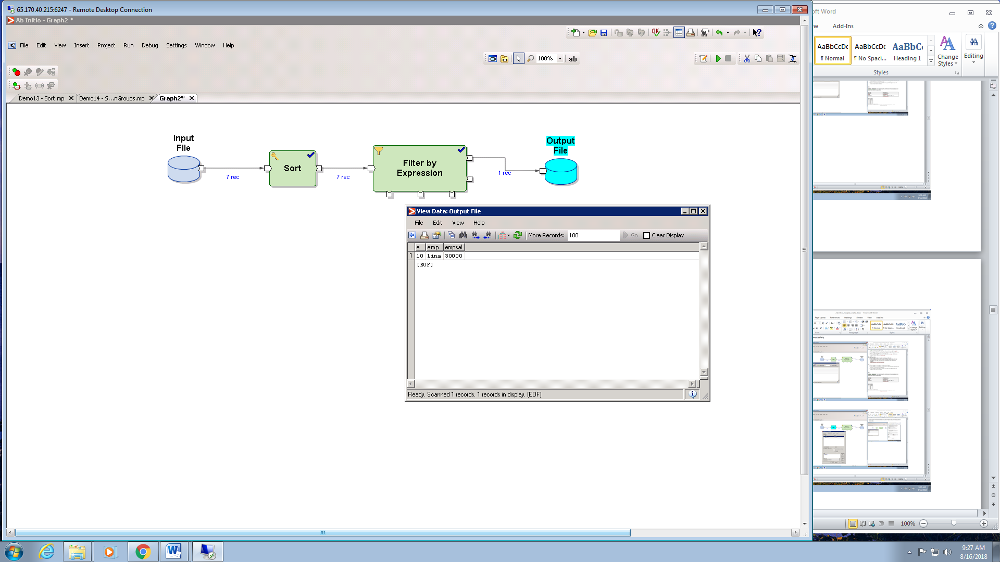 65.170.40.215:6247 - Remote Desktop Connection
Ab Initio - Graph2 *
File Edit View Insert Project Run Debug Settings Window Help
OK
100%
ab
Demo13 - Sort.mp
Demo14 - S...nGroups.mp
Graph2*
Input
File
Sort
Filter by
Expression
Output
File
7 rec
7 rec
1 rec
View Data: Output File
File Edit View Help
More Records: 100 Go Clear Display
e... emp... empsal
1 10 Lina 30000
[EOF]
Ready. Scanned 1 records. 1 records in display. (EOF)
oft Word
ew Add-Ins
AaBbCcDc AaBbCcDc AaBbCc
¶ Normal ¶ No Spaci... Heading 1
Change
Styles
Editing
Styles
100%
9:27 AM
8/16/2018